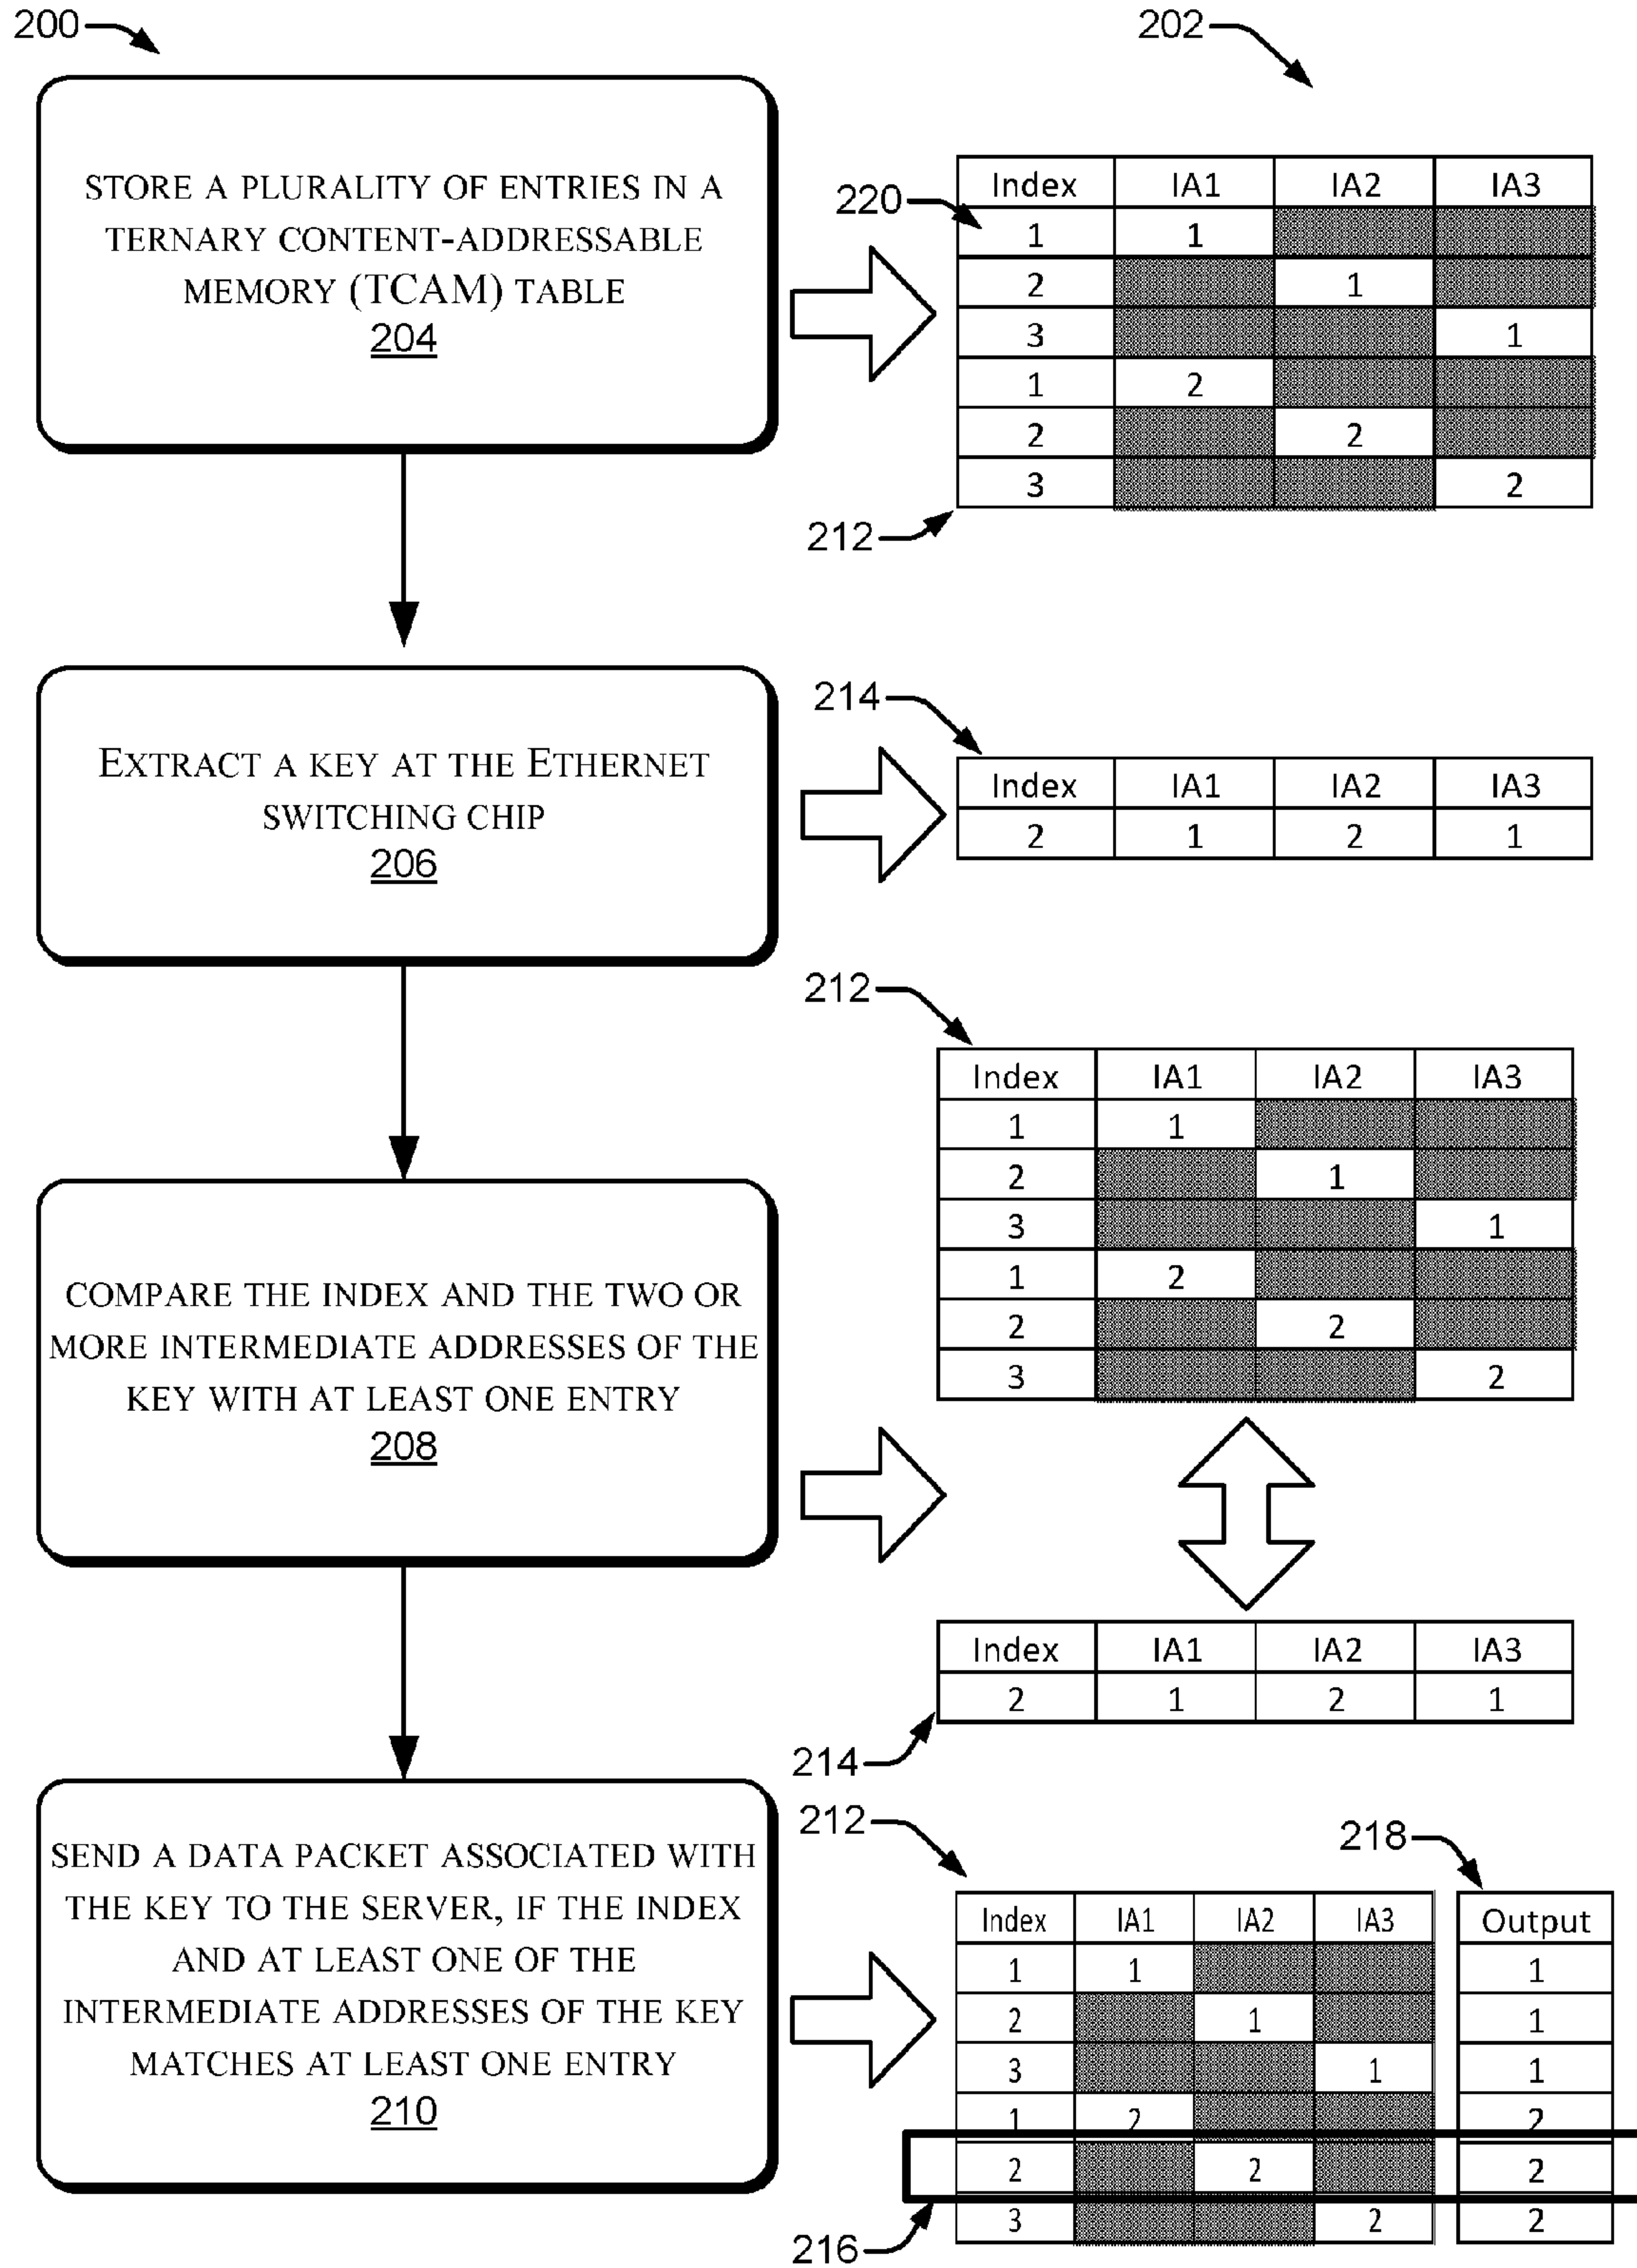 200
202
STORE A PLURALITY OF ENTRIES IN A
TERNARY CONTENT-ADDRESSABLE
MEMORY (TCAM) TABLE
204
220
Index IA1 IA2 IA3
1 1
2 1
3 1
1 2
2 2
3 2
212
EXTRACT A KEY AT THE ETHERNET
SWITCHING CHIP
206
214
Index IA1 IA2 IA3
2 1 2 1
COMPARE THE INDEX AND THE TWO OR
MORE INTERMEDIATE ADDRESSES OF THE
KEY WITH AT LEAST ONE ENTRY
208
212
Index IA1 IA2 IA3
1 1
2 1
3 1
1 2
2 2
3 2
Index IA1 IA2 IA3
2 1 2 1
214
SEND A DATA PACKET ASSOCIATED WITH
THE KEY TO THE SERVER, IF THE INDEX
AND AT LEAST ONE OF THE
INTERMEDIATE ADDRESSES OF THE KEY
MATCHES AT LEAST ONE ENTRY
210
212
218
Index IA1 IA2 IA3 Output
1 1 1
2 1 1
3 1 1
1 2 2
2 2 2
3 2 2
216